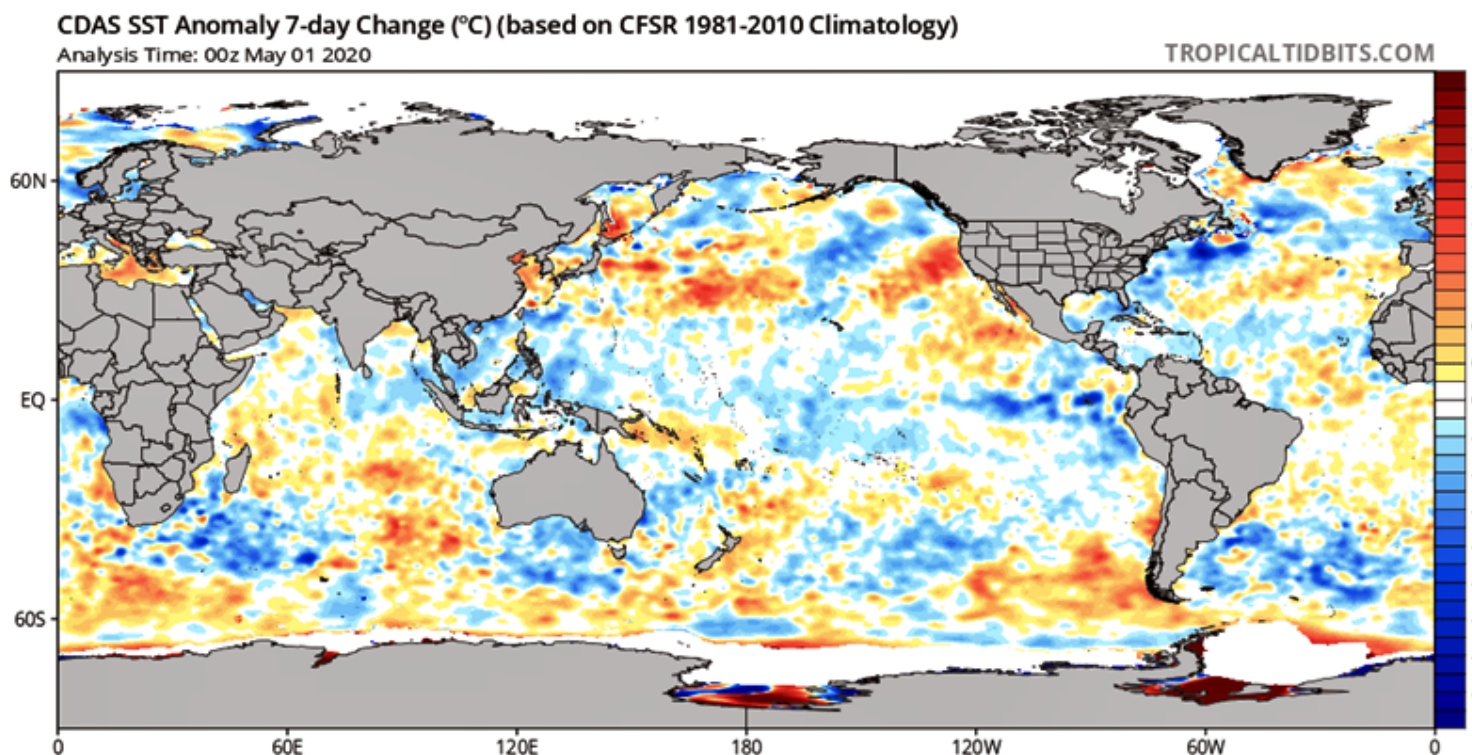 CDAS SST Anomaly 7-day Change (°C) (based on CFSR 1981-2010 Climatology)
Analysis Time: 00z May 01 2020
TROPICALTIDBITS.COM
60N
EQ
60S
0
60E
120E
180
120W
60W
0